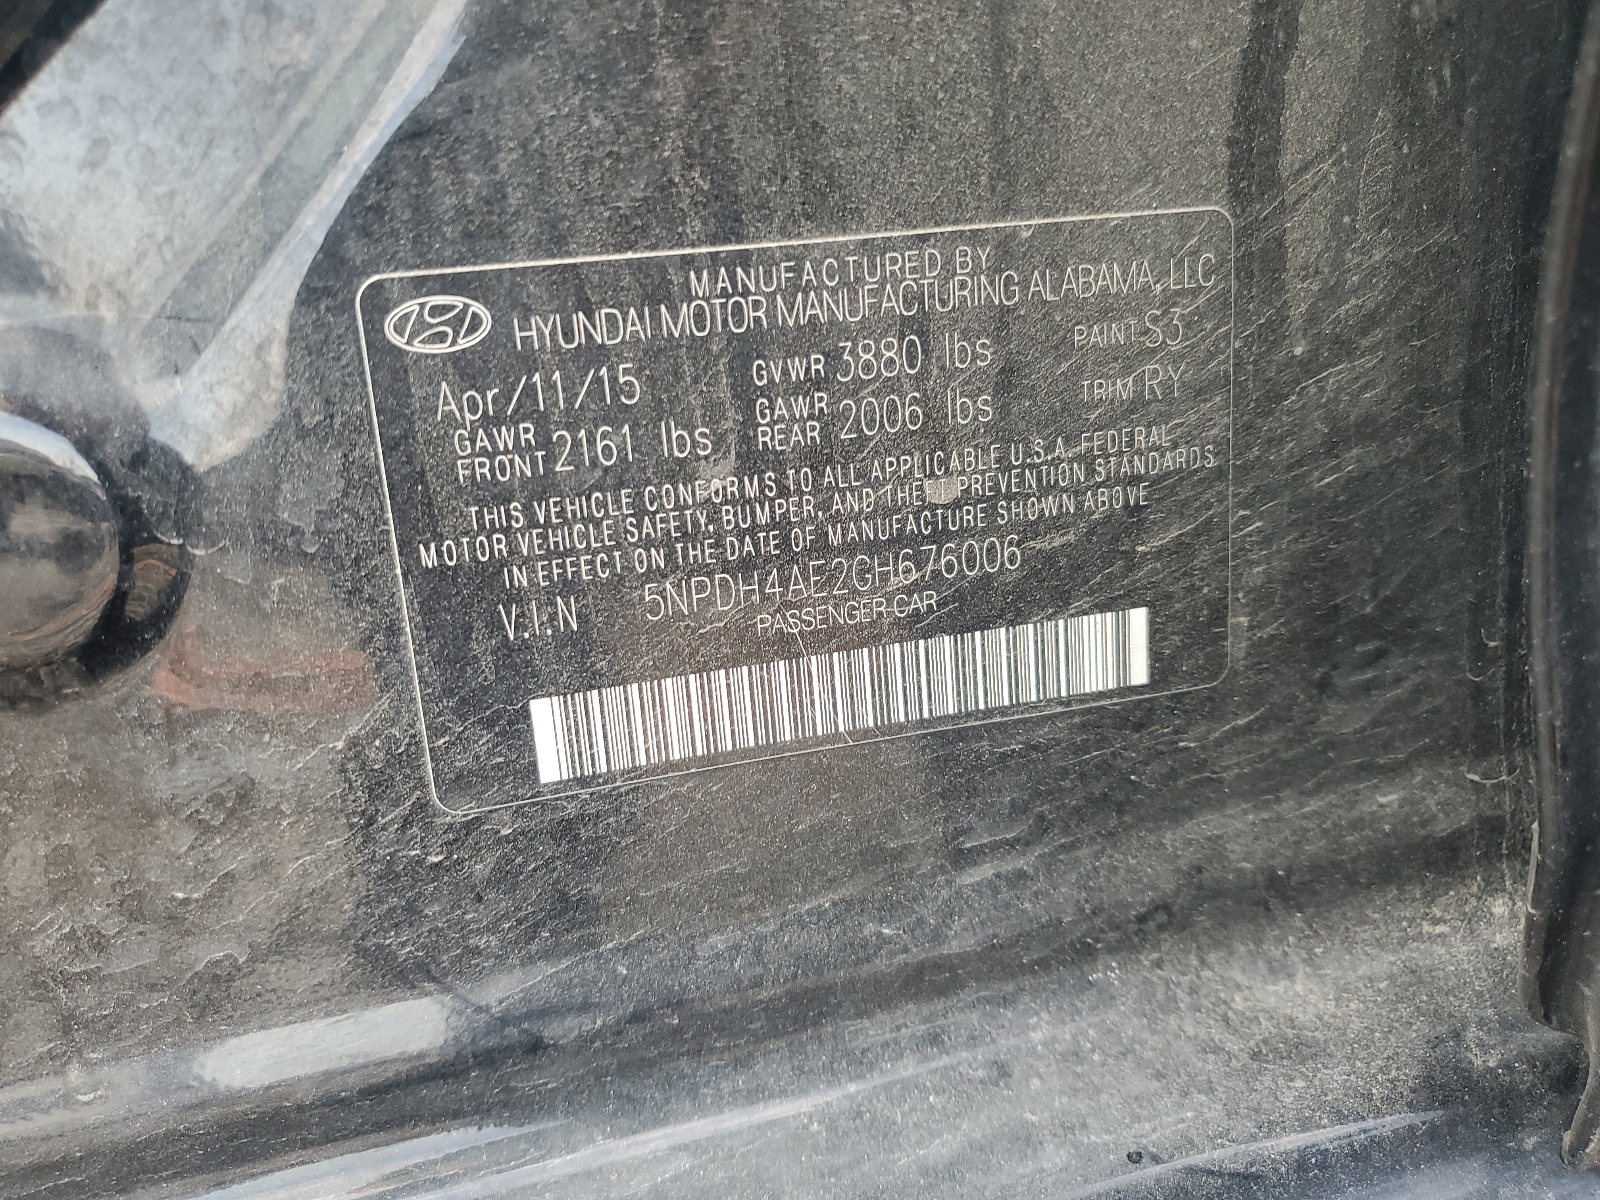 MANUFACTURED BY
HYUNDAI MOTOR MANUFACTURING ALABAMA, LLC
Apr/11/15 GVWR 3880 lbs PAINT S3
GAWR FRONT 2161 lbs GAWR REAR 2006 lbs TRIM RY
THIS VEHICLE CONFORMS TO ALL APPLICABLE U.S.A. FEDERAL
MOTOR VEHICLE SAFETY, BUMPER, AND THEFT PREVENTION STANDARDS
IN EFFECT ON THE DATE OF MANUFACTURE SHOWN ABOVE
V.I.N 5NPDH4AE2GH676006
PASSENGER CAR